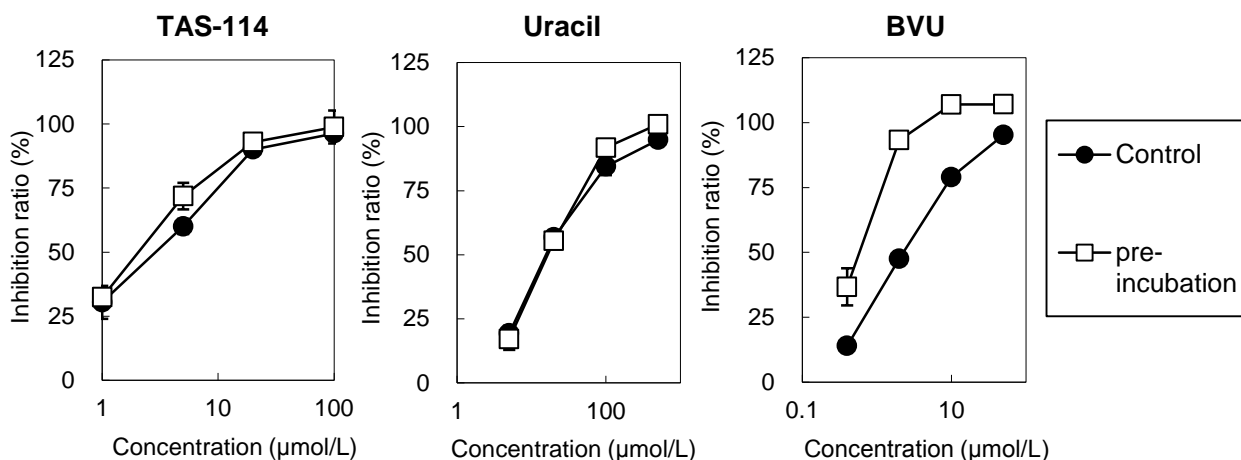 TAS-114
Uracil
BVU
125
100
75
50
25
0
Inhibition ratio (%)
1 10 100
Concentration (µmol/L)
125
100
75
50
25
0
Inhibition ratio (%)
1 100
Concentration (µmol/L)
125
100
75
50
25
0
Inhibition ratio (%)
0.1 10
Concentration (µmol/L)
Control
pre-
incubation